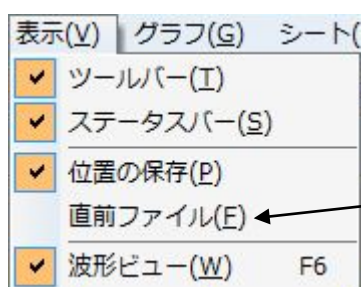 表示(V) グラフ(G) シート(
ツールバー(T)
ステータスバー(S)
位置の保存(P)
直前ファイル(F)
波形ビュー(W) F6